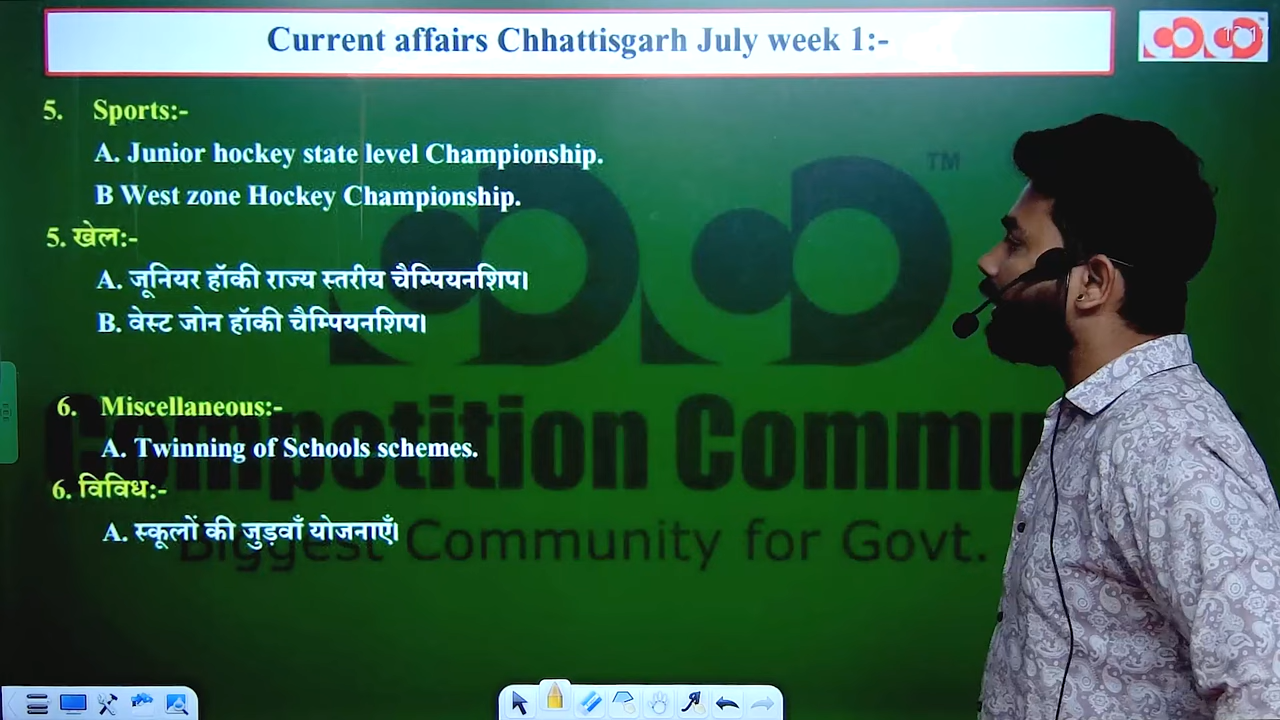 Current affairs Chhattisgarh July week 1:-
5. Sports:-
A. Junior hockey state level Championship.
B West zone Hockey Championship.
TM
5. खेल:-
A. जूनियर हॉकी राज्य स्तरीय चैम्पियनशिप।
B. वेस्ट जोन हॉकी चैम्पियनशिप।
6. Miscellaneous:-
Competition Commu
A. Twinning of Schools schemes.
6. विविध:-
A. स्कूलों की जुड़वाँ योजनाएँ।
Biggest Community for Govt.